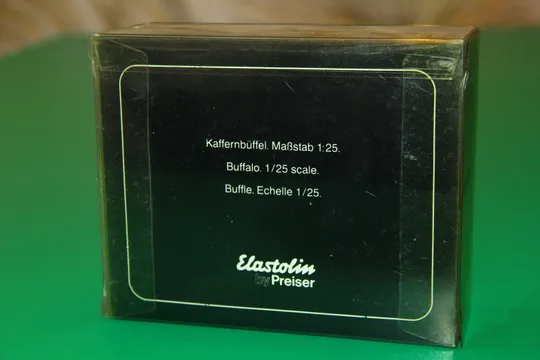 Kaffernbüffel. Maßstab 1:25.
Buffalo. 1/25 scale.
Buffle. Echelle 1/25.
Elastolin
by Preiser